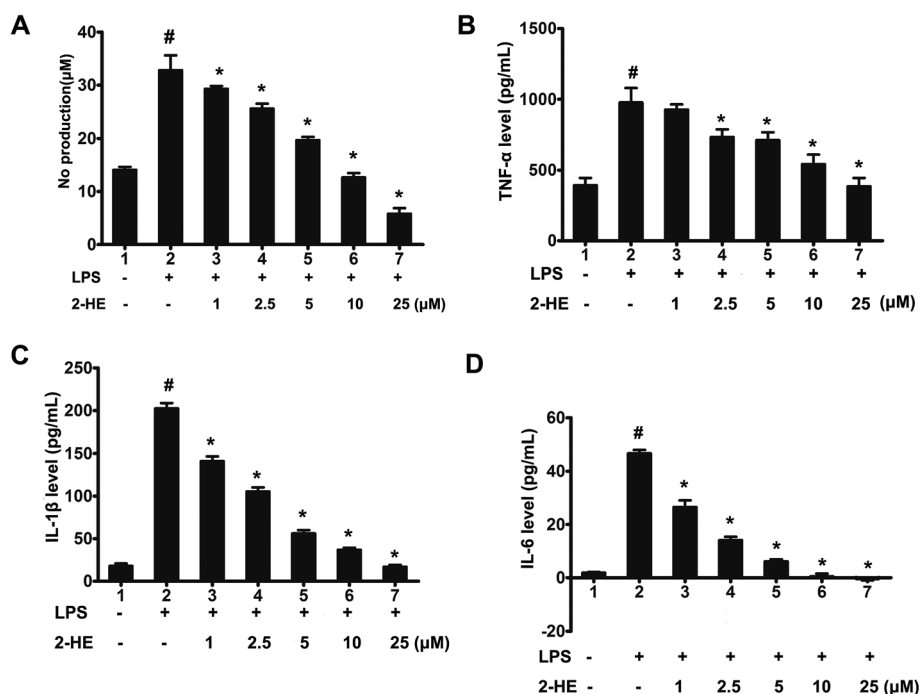 A
No production(µM)
40
30
20
10
0
#
*
*
*
*
*
1 2 3 4 5 6 7
LPS - + + + + + +
2-HE - - 1 2.5 5 10 25 (µM)
B
TNF-α level (pg/mL)
1500
1000
500
0
#
*
*
*
*
1 2 3 4 5 6 7
LPS - + + + + + +
2-HE - - 1 2.5 5 10 25 (µM)
C
IL-1β level (pg/mL)
250
200
150
100
50
0
#
*
*
*
*
*
1 2 3 4 5 6 7
LPS - + + + + + +
2-HE - - 1 2.5 5 10 25 (µM)
D
IL-6 level (pg/mL)
60
40
20
0
-20
#
*
*
*
*
*
1 2 3 4 5 6 7
LPS - + + + + + +
2-HE - - 1 2.5 5 10 25 (µM)